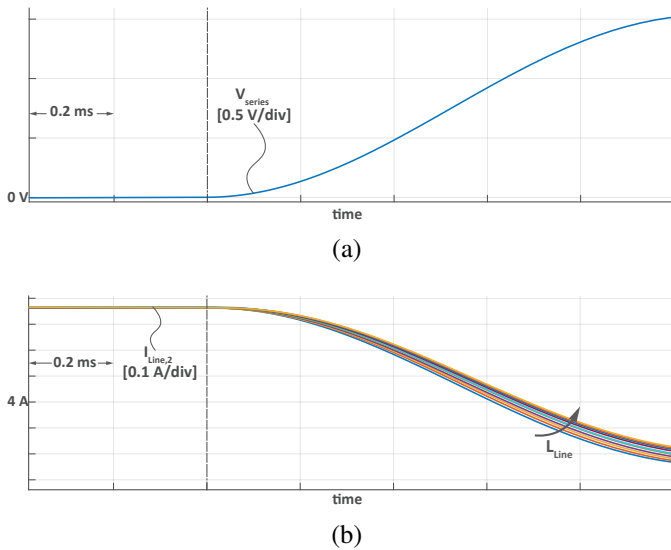 V_series
[0.5 V/div]
0.2 ms
0 V
time
(a)
I_Line,2
[0.1 A/div]
0.2 ms
4 A
L_Line
time
(b)